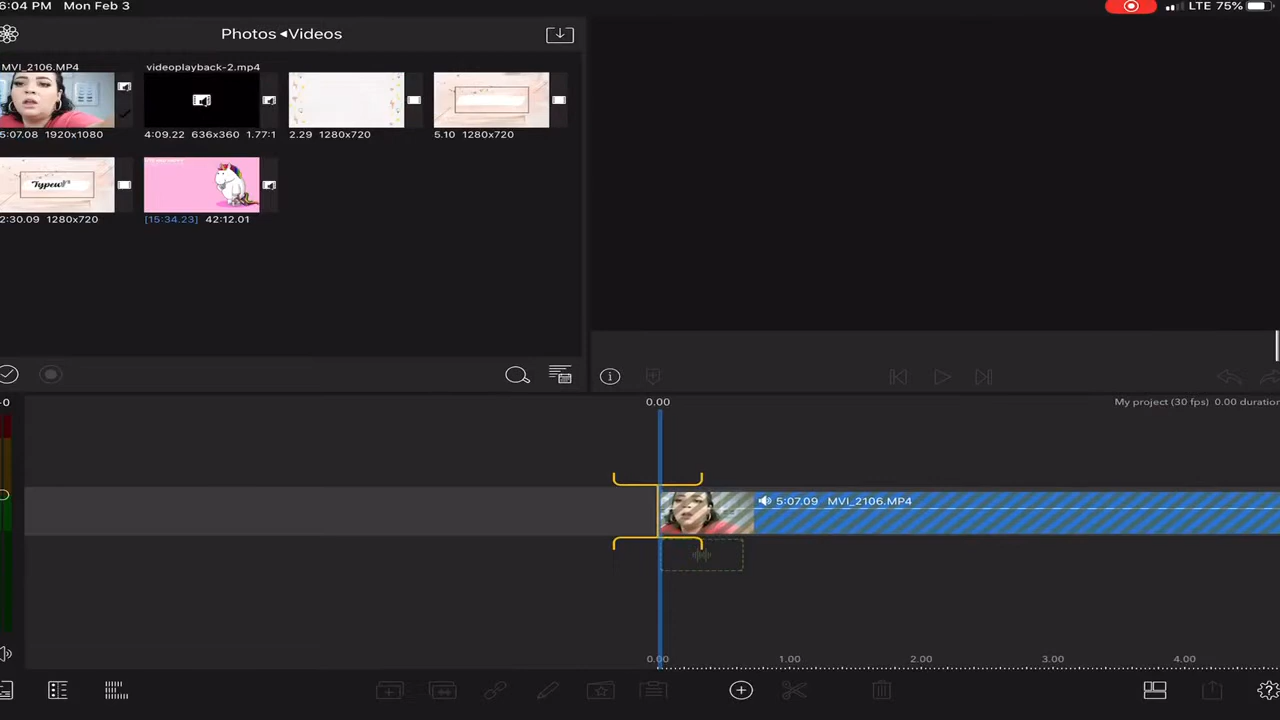 6:04 PM Mon Feb 3
LTE 75%
Photos Videos
MVI_2106.MP4
videoplayback-2.mp4
5:07.08 1920x1080
4:09.22 636x360 1.77:1
2.29 1280x720
5.10 1280x720
2:30.09 1280x720
[15:34.23] 42:12.01
0.00
My project (30 fps) 0.00 duration
5:07.09 MVI_2106.MP4
0.00 1.00 2.00 3.00 4.00